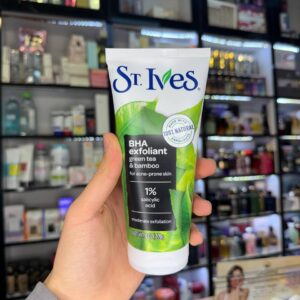 ST. IVES
BHA
exfoliant
green tea
& bamboo
for acne-prone skin
1%
salicylic
acid
moderate exfoliation
100% NATURAL